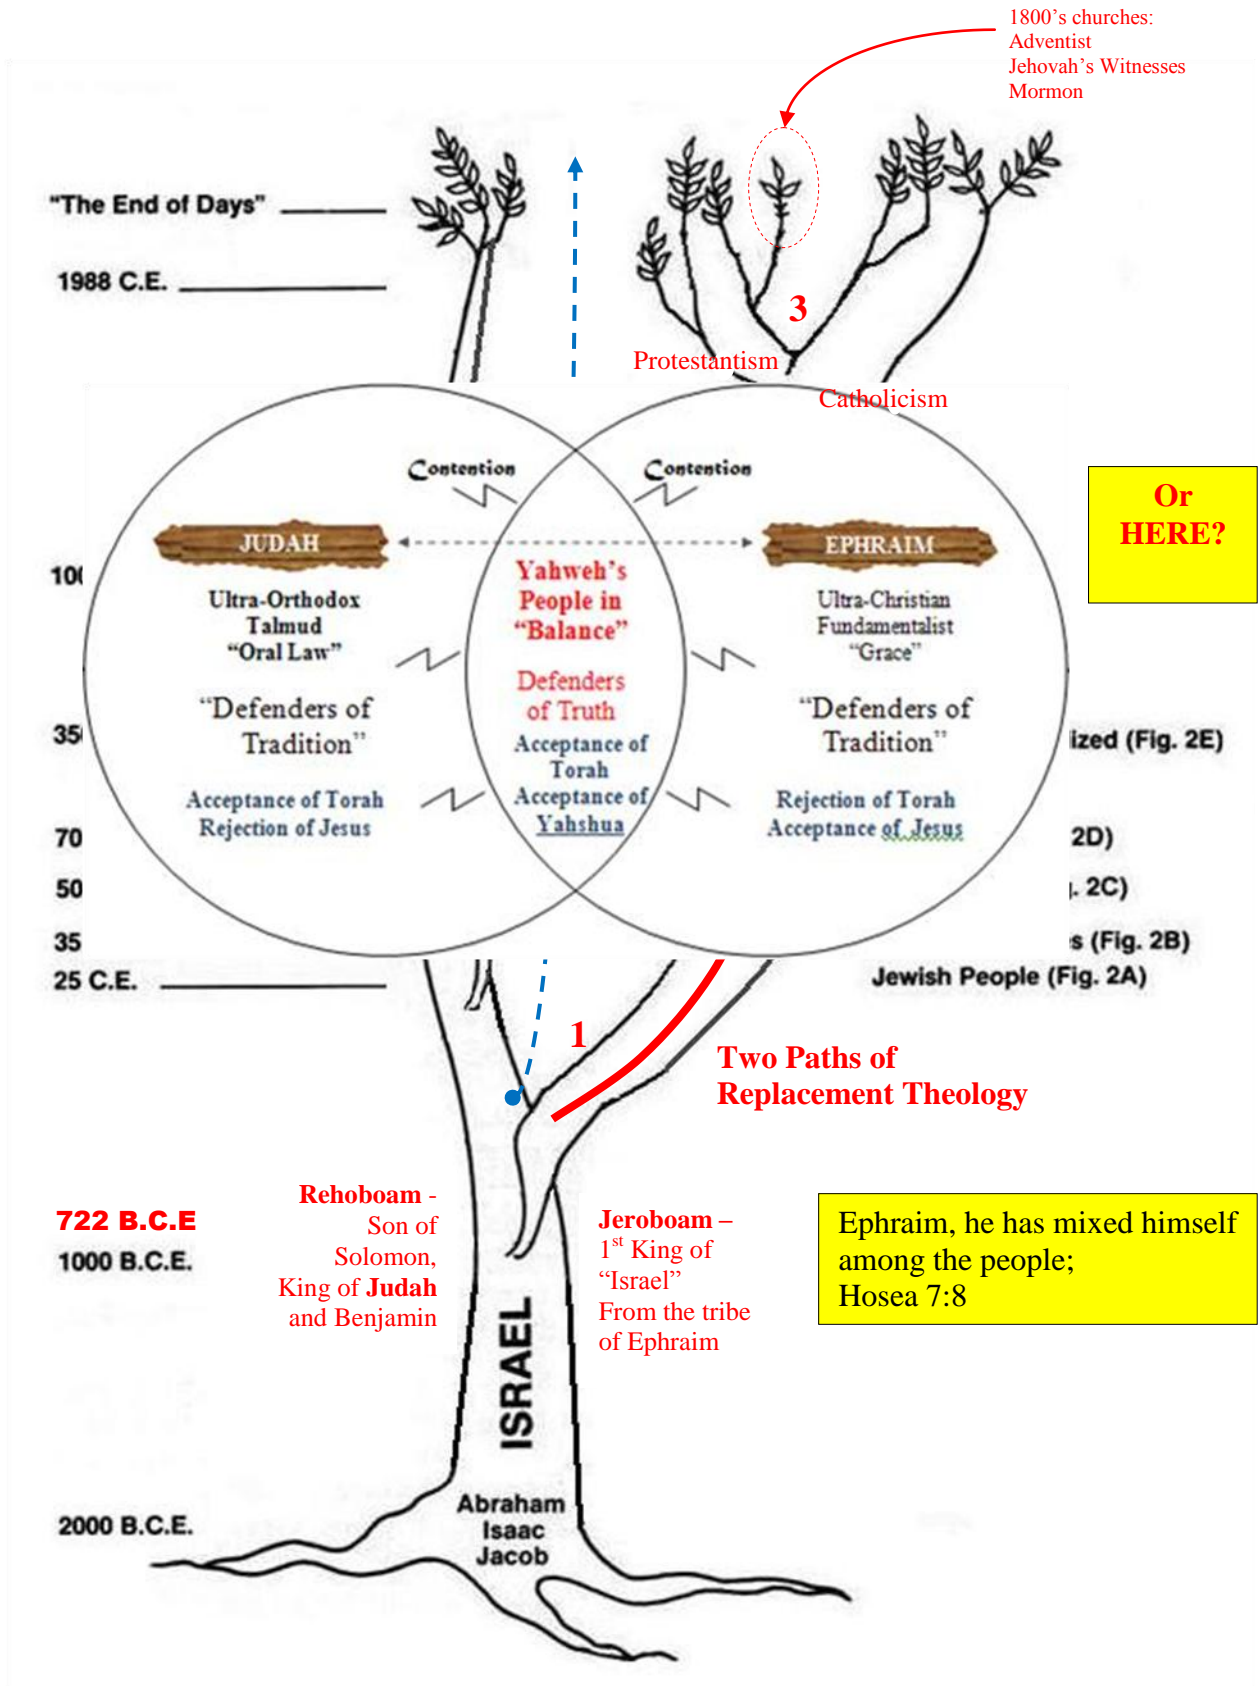 1800’s churches:
Adventist
Jehovah’s Witnesses
Mormon
"The End of Days"
1988 C.E.
3
Protestantism
Catholicism
Contention
Contention
Or
HERE?
JUDAH
EPHRAIM
100
Ultra-Orthodox
Talmud
“Oral Law”
Yahweh’s
People in
“Balance”
Ultra-Christian
Fundamentalist
“Grace”
“Defenders of
Tradition”
Defenders
of Truth
“Defenders of
Tradition”
35
ized (Fig. 2E)
Acceptance of
Torah
Acceptance of
Yahshua
Acceptance of Torah
Rejection of Jesus
Rejection of Torah
Acceptance of Jesus
70
2D)
50
. 2C)
35
s (Fig. 2B)
25 C.E.
Jewish People (Fig. 2A)
1
Two Paths of
Replacement Theology
722 B.C.E
1000 B.C.E.
Rehoboam -
Son of
Solomon,
King of Judah
and Benjamin
Jeroboam –
1st King of
“Israel”
From the tribe
of Ephraim
Ephraim, he has mixed himself
among the people;
Hosea 7:8
ISRAEL
2000 B.C.E.
Abraham
Isaac
Jacob